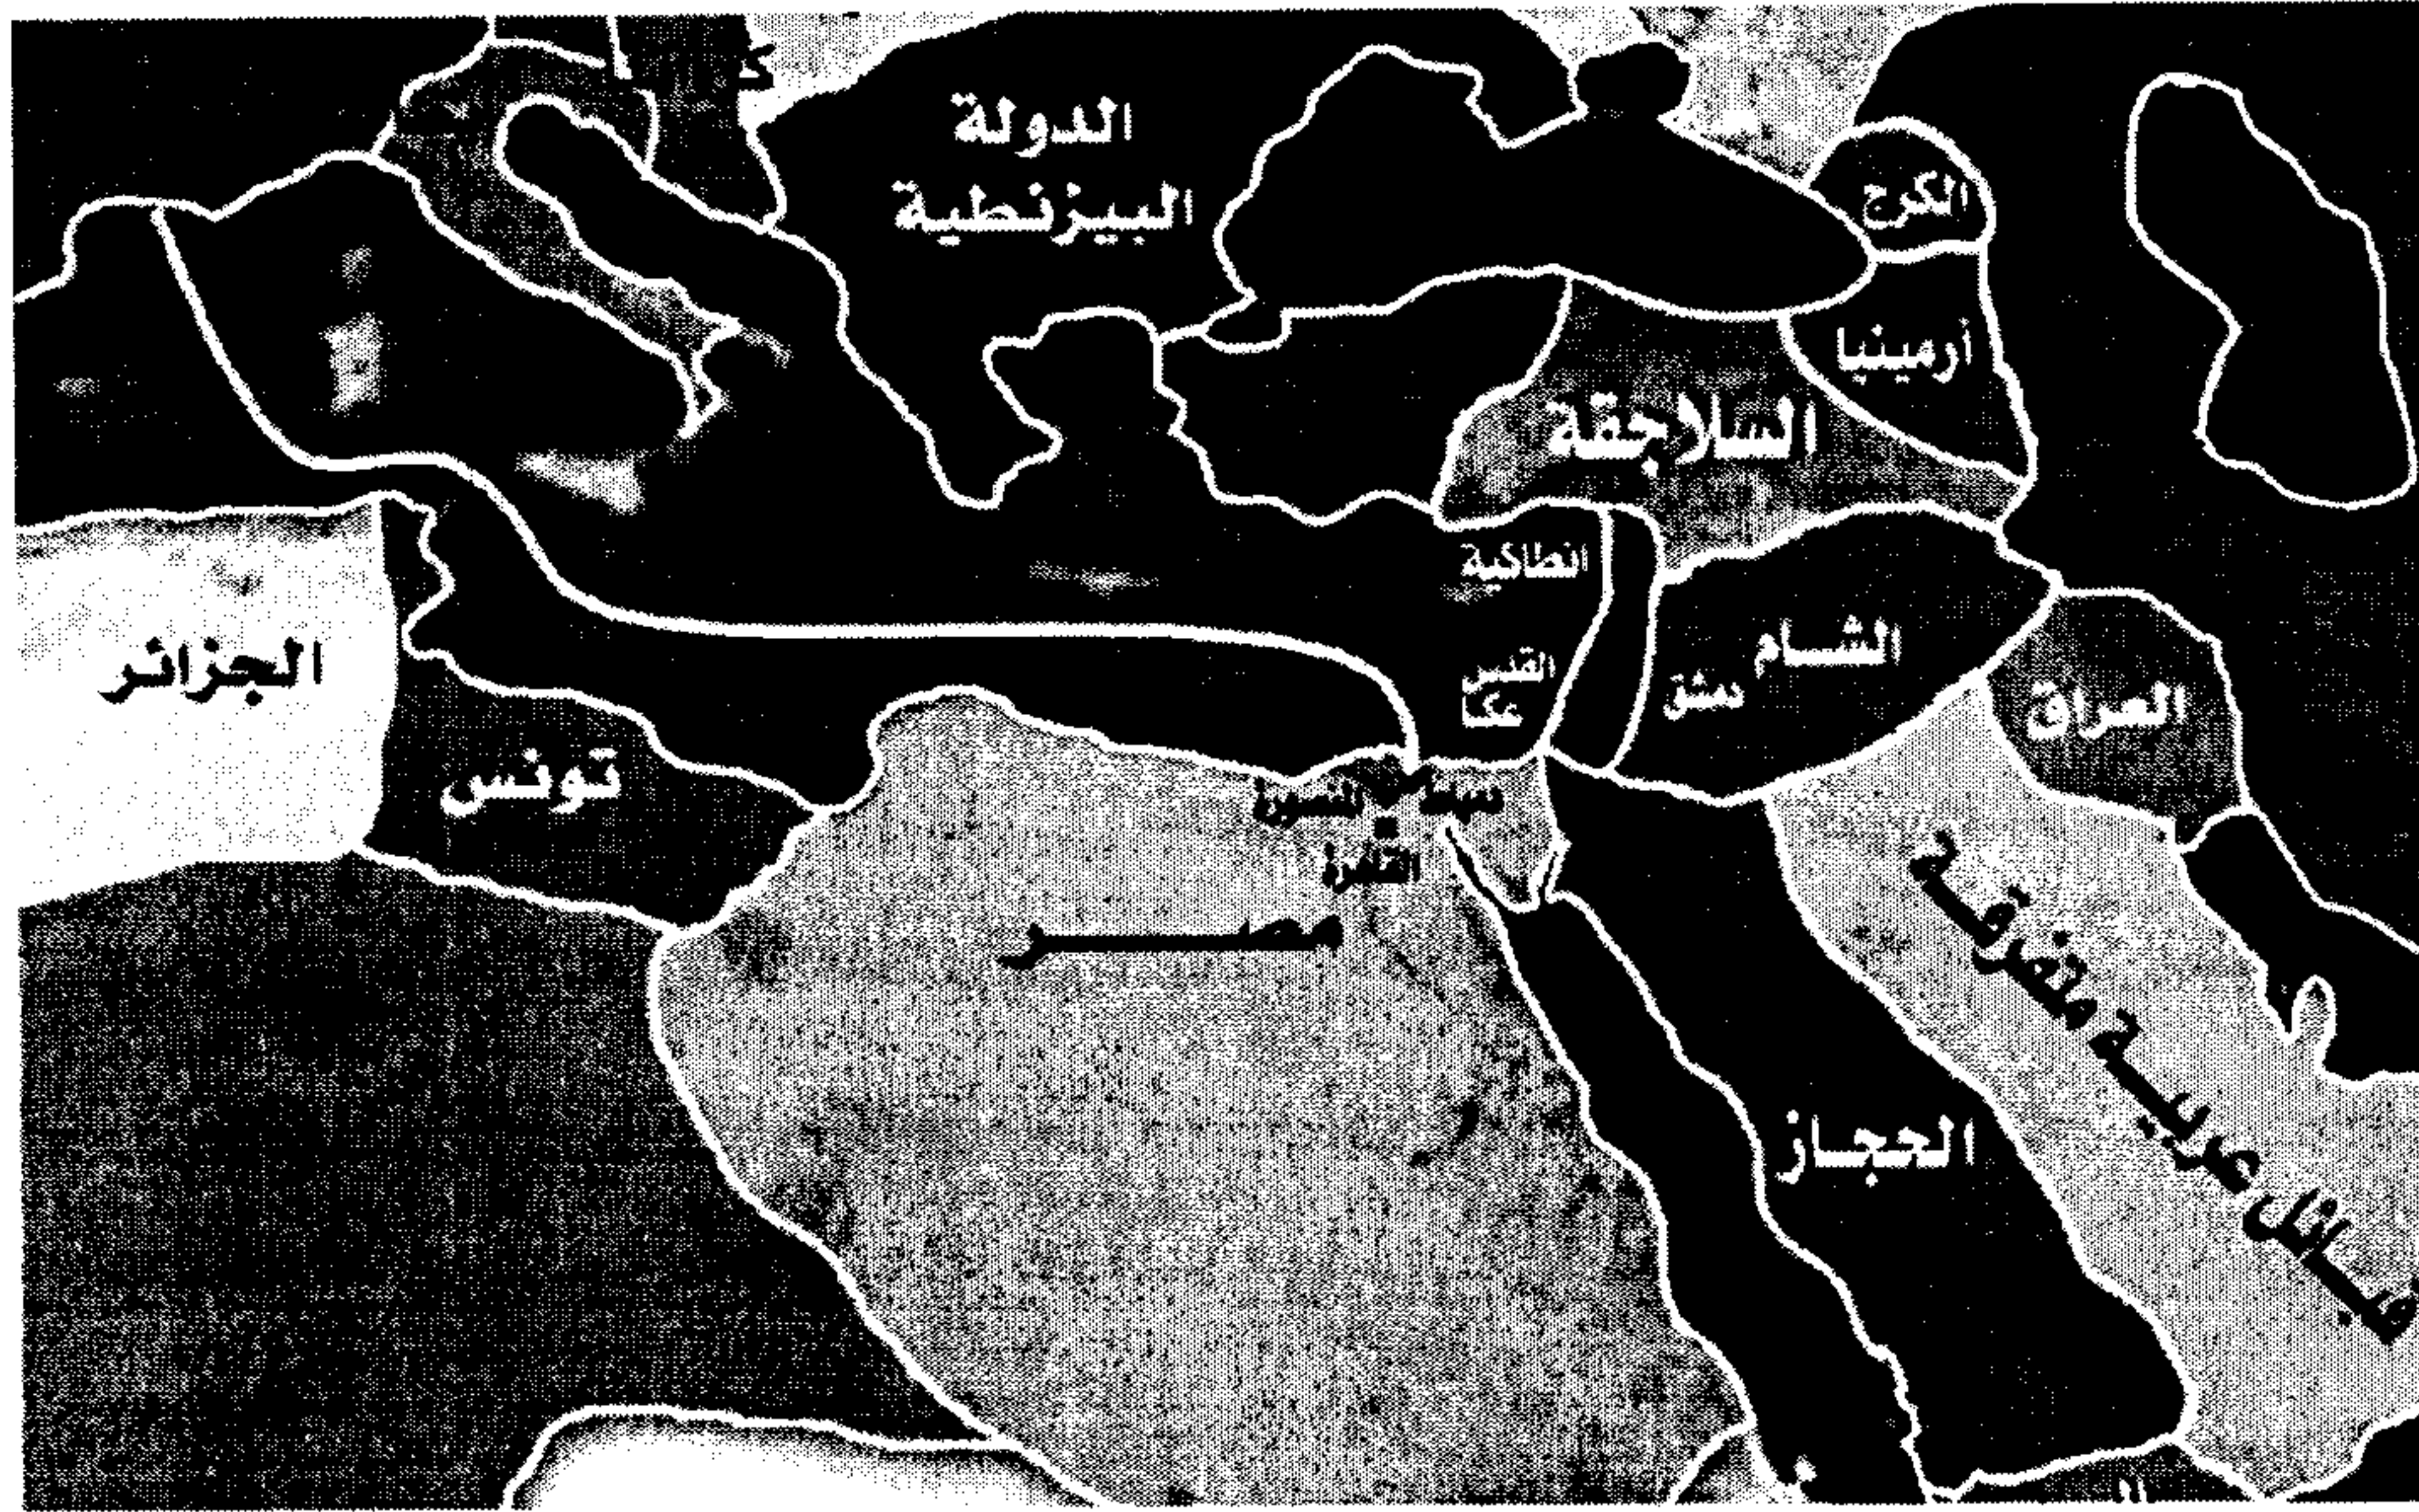 الدولة
البيزنطية
الكرج
أرمينيا
السلاجقة
انطاكية
الشام
القدس
دمشق
عكا
العراق
الجزائر
تونس
دمياط
المنصورة
القاهرة
مصر
قبائل عربية متفرقة
الحجاز